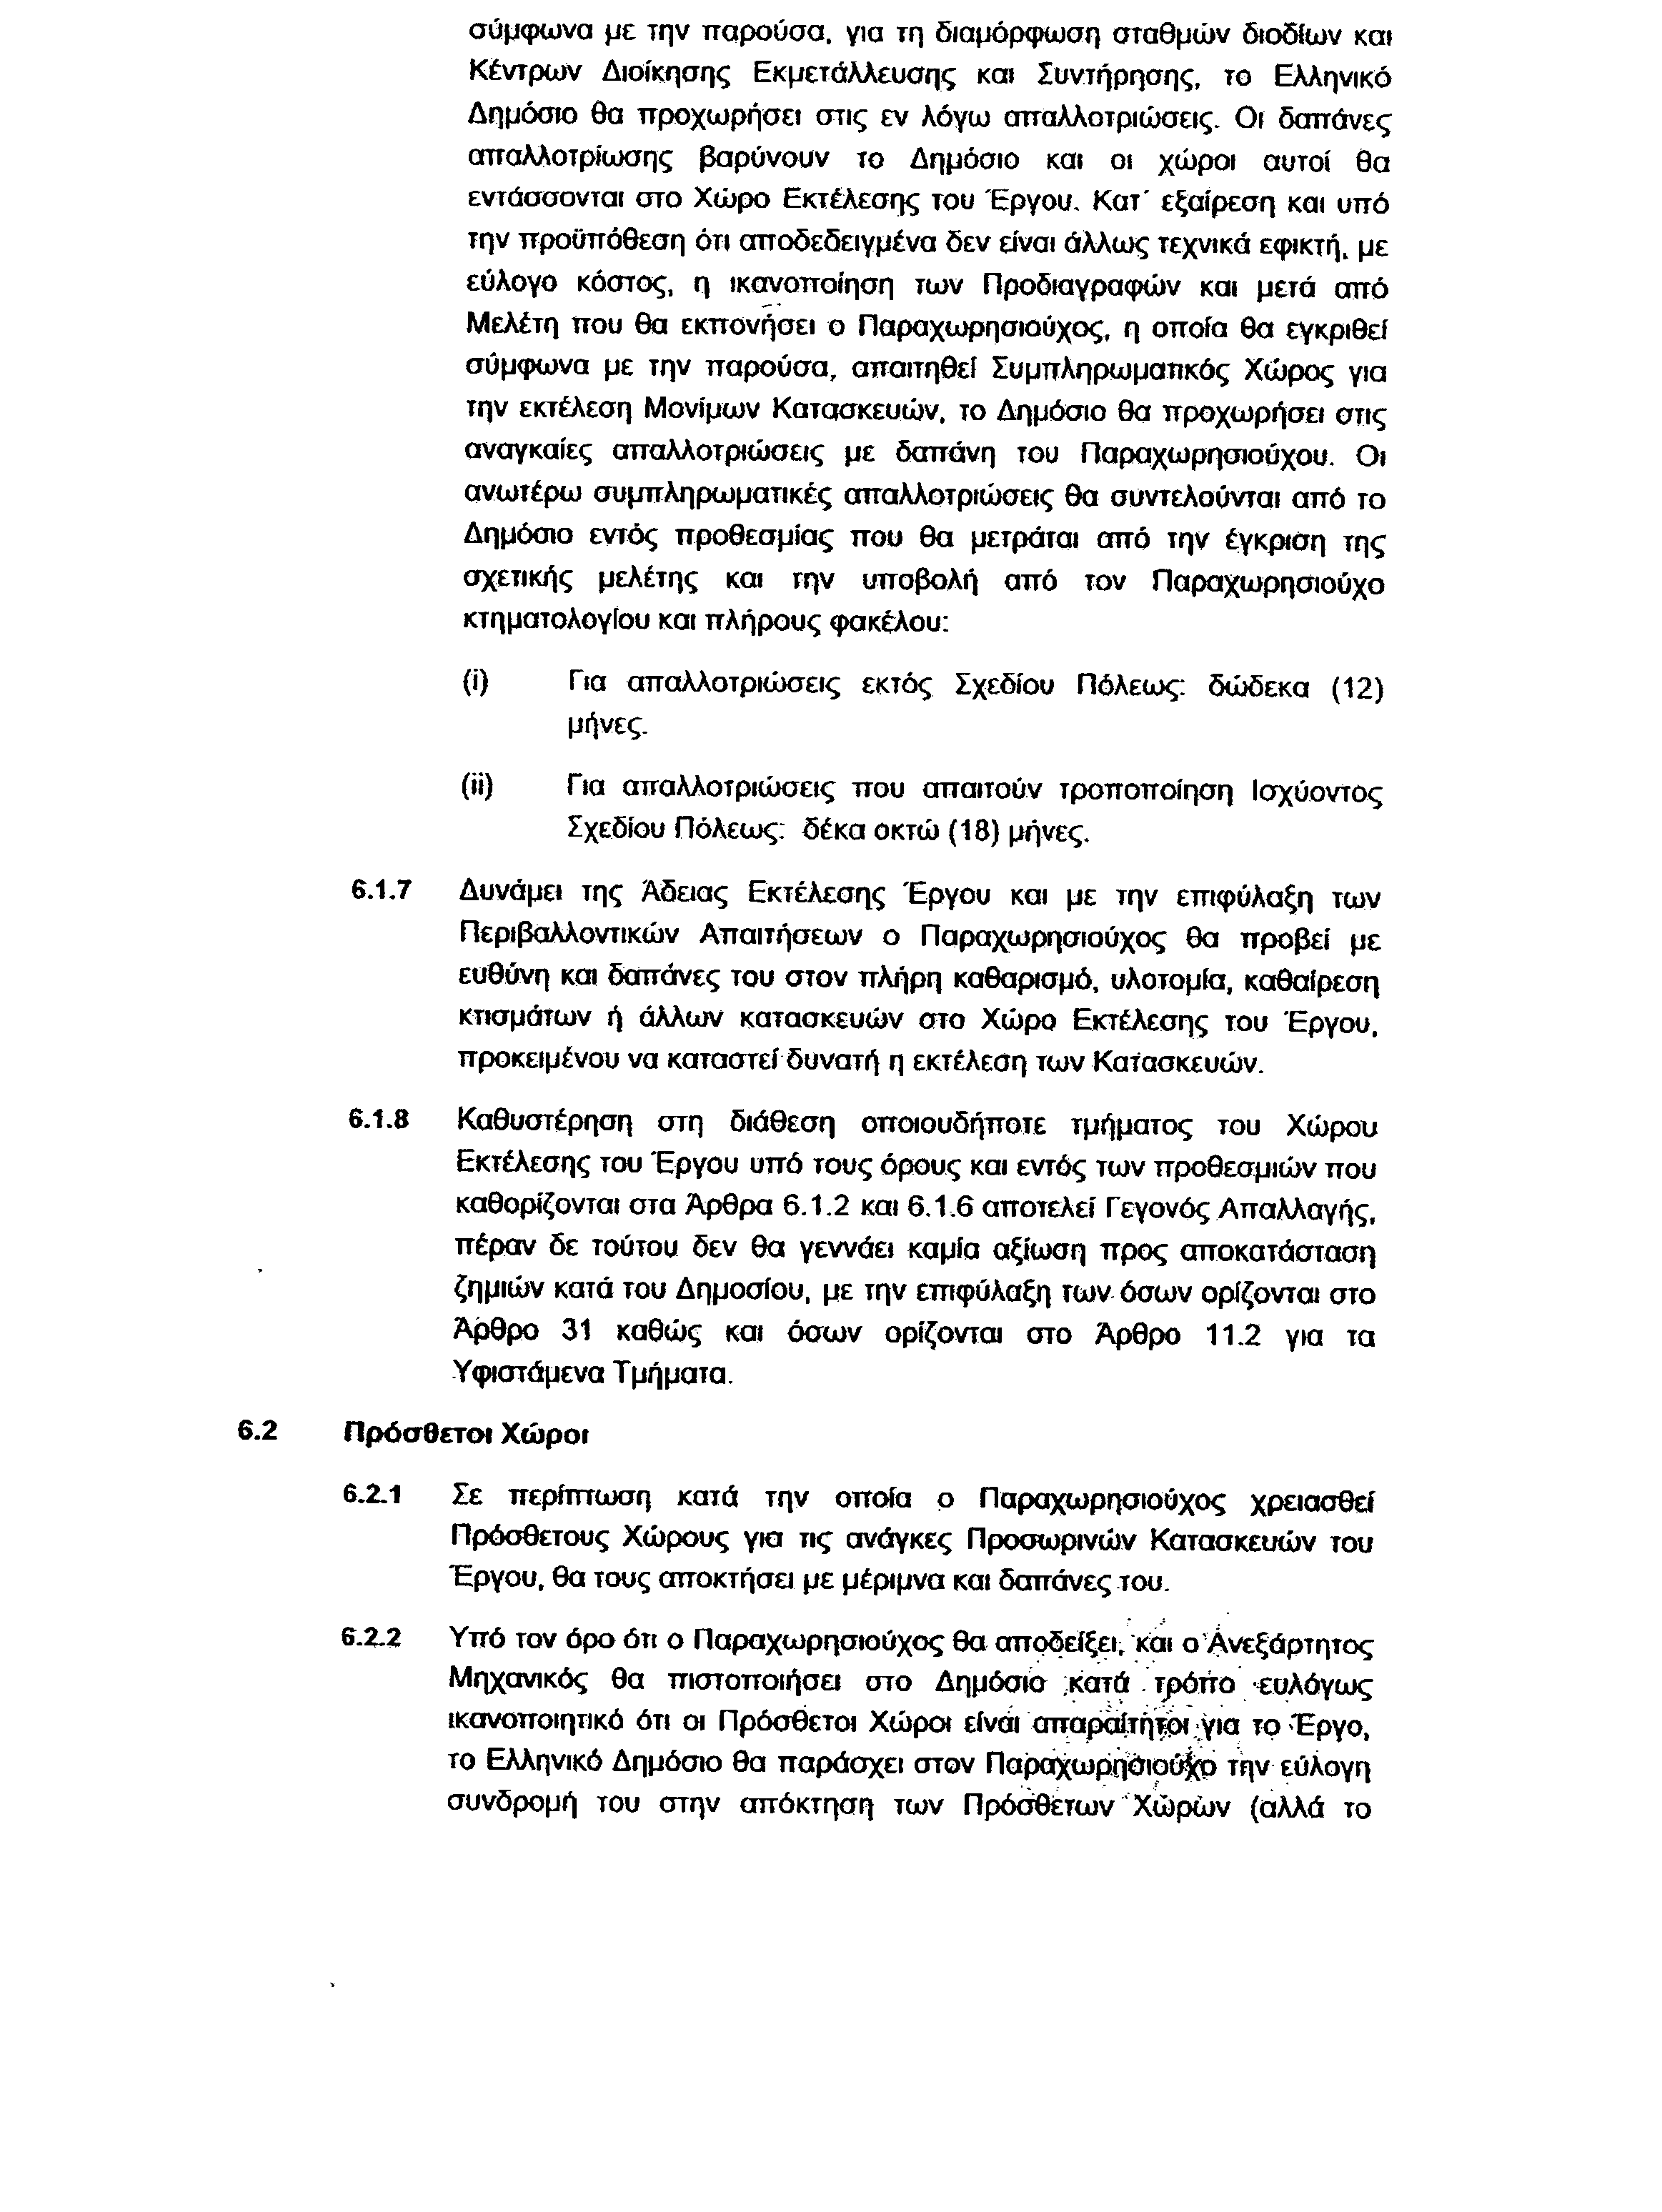 σύμφωνα με την παρούσα, για τη διαμόρφωση σταθμών διοδίων και
Κέντρων Διοίκησης Εκμετάλλευσης και Συντήρησης, το Ελληνικό
Δημόσιο θα προχωρήσει στις εν λόγω απαλλοτριώσεις. Οι δαπάνες
απαλλοτρίωσης βαρύνουν το Δημόσιο και οι χώροι αυτοί θα
εντάσσονται στο Χώρο Εκτέλεσης του Έργου. Κατ΄ εξαίρεση και υπό
την προϋπόθεση ότι αποδεδειγμένα δεν είναι άλλως τεχνικά εφικτή, με
εύλογο κόστος, η ικανοποίηση των Προδιαγραφών και μετά από
Μελέτη που θα εκπονήσει ο Παραχωρησιούχος, η οποία θα εγκριθεί
σύμφωνα με την παρούσα, απαιτηθεί Συμπληρωματικός Χώρος για
την εκτέλεση Μονίμων Κατασκευών, το Δημόσιο θα προχωρήσει στις
αναγκαίες απαλλοτριώσεις με δαπάνη του Παραχωρησιούχου. Οι
ανωτέρω συμπληρωματικές απαλλοτριώσεις θα συντελούνται από το
Δημόσιο εντός προθεσμίας που θα μετράται από την έγκριση της
σχετικής μελέτης και την υποβολή από τον Παραχωρησιούχο
κτηματολογίου και πλήρους φακέλου:
(i) Για απαλλοτριώσεις εκτός Σχεδίου Πόλεως: δώδεκα (12)
μήνες.
(ii) Για απαλλοτριώσεις που απαιτούν τροποποίηση Ισχύοντος
Σχεδίου Πόλεως: δέκα οκτώ (18) μήνες.
6.1.7 Δυνάμει της Άδειας Εκτέλεσης Έργου και με την επιφύλαξη των
Περιβαλλοντικών Απαιτήσεων ο Παραχωρησιούχος θα προβεί με
ευθύνη και δαπάνες του στον πλήρη καθαρισμό, υλοτομία, καθαίρεση
κτισμάτων ή άλλων κατασκευών στο Χώρο Εκτέλεσης του Έργου,
προκειμένου να καταστεί δυνατή η εκτέλεση των Κατασκευών.
6.1.8 Καθυστέρηση στη διάθεση οποιουδήποτε τμήματος του Χώρου
Εκτέλεσης του Έργου υπό τους όρους και εντός των προθεσμιών που
καθορίζονται στα Άρθρα 6.1.2 και 6.1.6 αποτελεί Γεγονός Απαλλαγής,
πέραν δε τούτου δεν θα γεννάει καμία αξίωση προς αποκατάσταση
ζημιών κατά του Δημοσίου, με την επιφύλαξη των όσων ορίζονται στο
Άρθρο 31 καθώς και όσων ορίζονται στο Άρθρο 11.2 για τα
Υφιστάμενα Τμήματα.
6.2 Πρόσθετοι Χώροι
6.2.1 Σε περίπτωση κατά την οποία ο Παραχωρησιούχος χρειασθεί
Πρόσθετους Χώρους για τις ανάγκες Προσωρινών Κατασκευών του
Έργου, θα τους αποκτήσει με μέριμνα και δαπάνες του.
6.2.2 Υπό τον όρο ότι ο Παραχωρησιούχος θα αποδείξει, και ο Ανεξάρτητος
Μηχανικός θα πιστοποιήσει στο Δημόσιο κατά τρόπο ευλόγως
ικανοποιητικό ότι οι Πρόσθετοι Χώροι είναι απαραίτητοι για το Έργο,
το Ελληνικό Δημόσιο θα παράσχει στον Παραχωρησιούχο την εύλογη
συνδρομή του στην απόκτηση των Πρόσθετων Χώρων (αλλά το